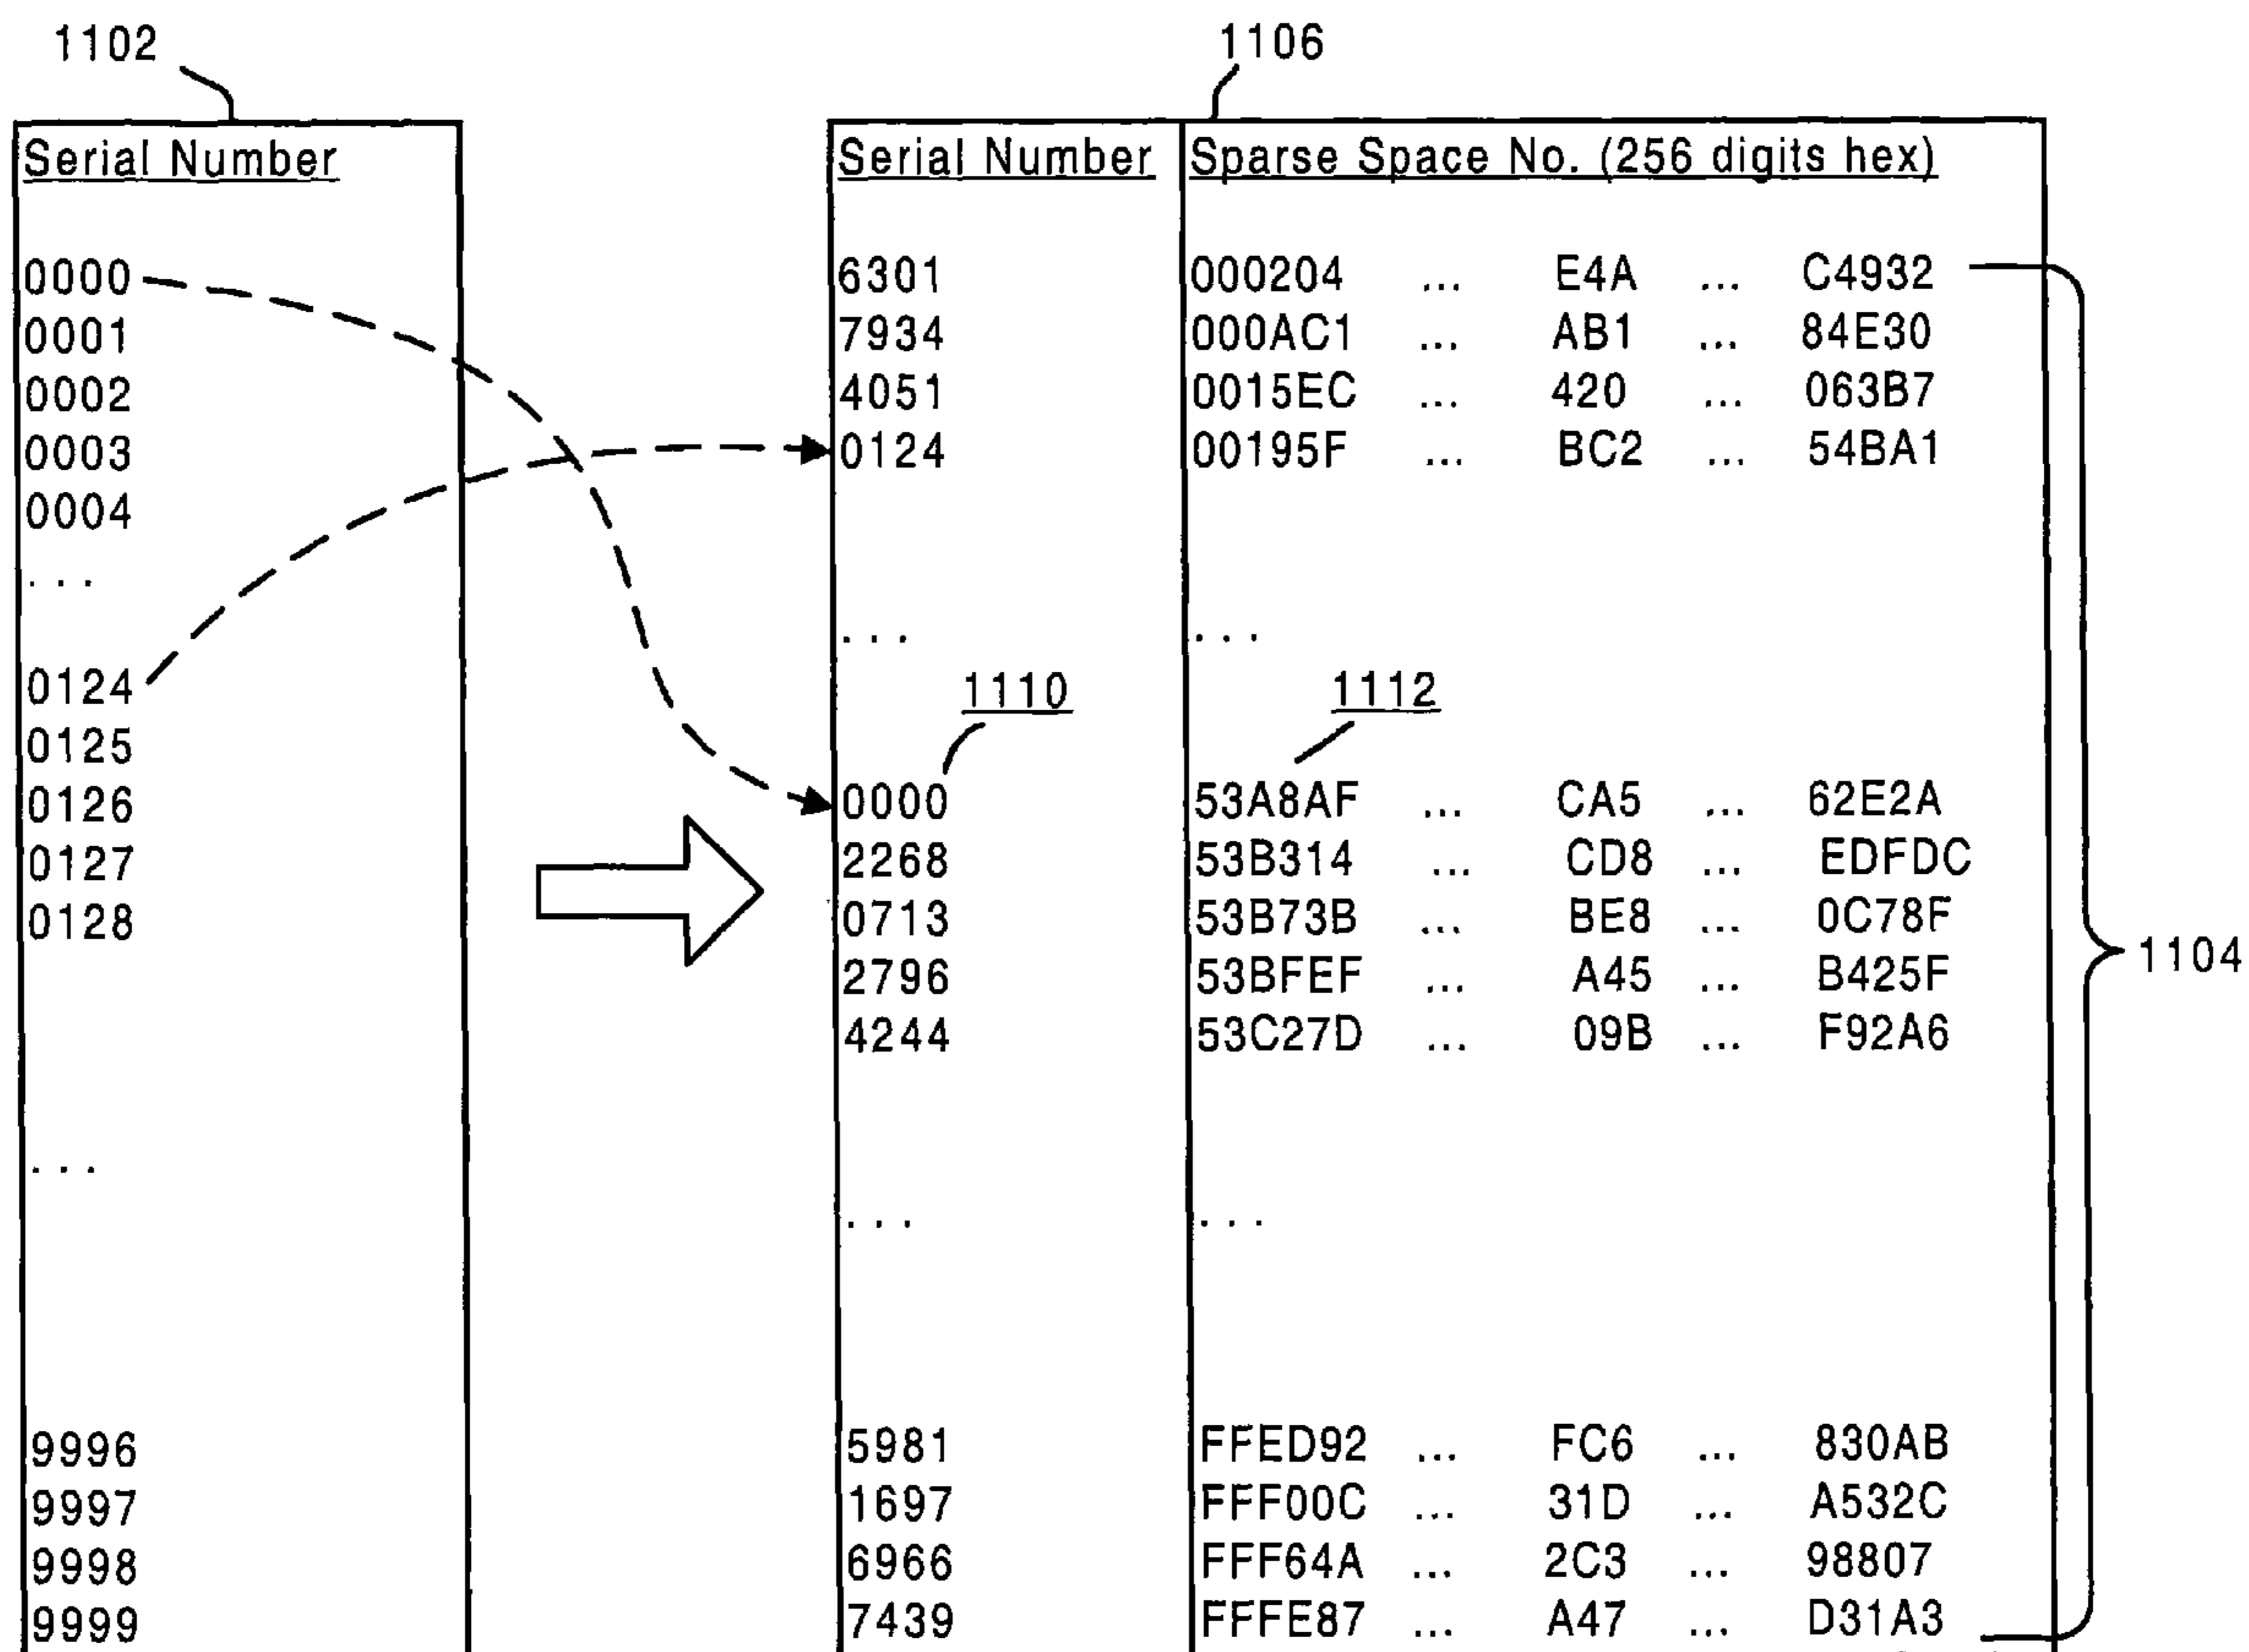 1102
1106
Serial Number
Serial Number Sparse Space No. (256 digits hex)
0000 6301 000204 ... E4A ... C4932
0001 7934 000AC1 ... AB1 ... 84E30
0002 4051 0015EC ... 420 ... 063B7
0003 0124 00195F ... BC2 ... 54BA1
0004
...
... ...
0124 1110 1112
0125
0126 0000 53A8AF ... CA5 ... 62E2A
0127 2268 53B314 ... CD8 ... EDFDC
0128 0713 53B73B ... BE8 ... 0C78F
1104
2796 53BFEF ... A45 ... B425F
4244 53C27D ... 09B ... F92A6
...
... ...
9996 5981 FFED92 ... FC6 ... 830AB
9997 1697 FFF00C ... 31D ... A532C
9998 6966 FFF64A ... 2C3 ... 98807
9999 7439 FFFE87 ... A47 ... D31A3